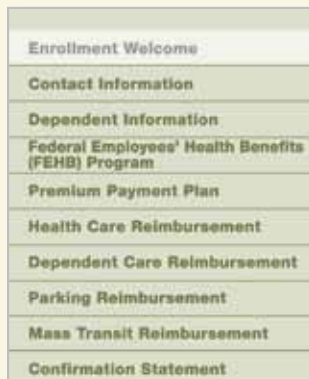 Enrollment Welcome
Contact Information
Dependent Information
Federal Employees' Health Benefits
(FEHB) Program
Premium Payment Plan
Health Care Reimbursement
Dependent Care Reimbursement
Parking Reimbursement
Mass Transit Reimbursement
Confirmation Statement